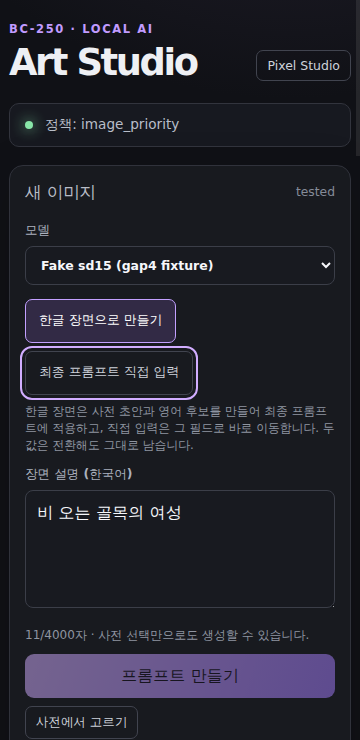 BC-250 · LOCAL AI
Art Studio
Pixel Studio
정책: image_priority
새 이미지
tested
모델
Fake sd15 (gap4 fixture)
한글 장면으로 만들기
최종 프롬프트 직접 입력
한글 장면은 사전 초안과 영어 후보를 만들어 최종 프롬프
트에 적용하고, 직접 입력은 그 필드로 바로 이동합니다. 두
값은 전환해도 그대로 남습니다.
장면 설명 (한국어)
비 오는 골목의 여성
11/4000자 · 사전 선택만으로도 생성할 수 있습니다.
프롬프트 만들기
사전에서 고르기